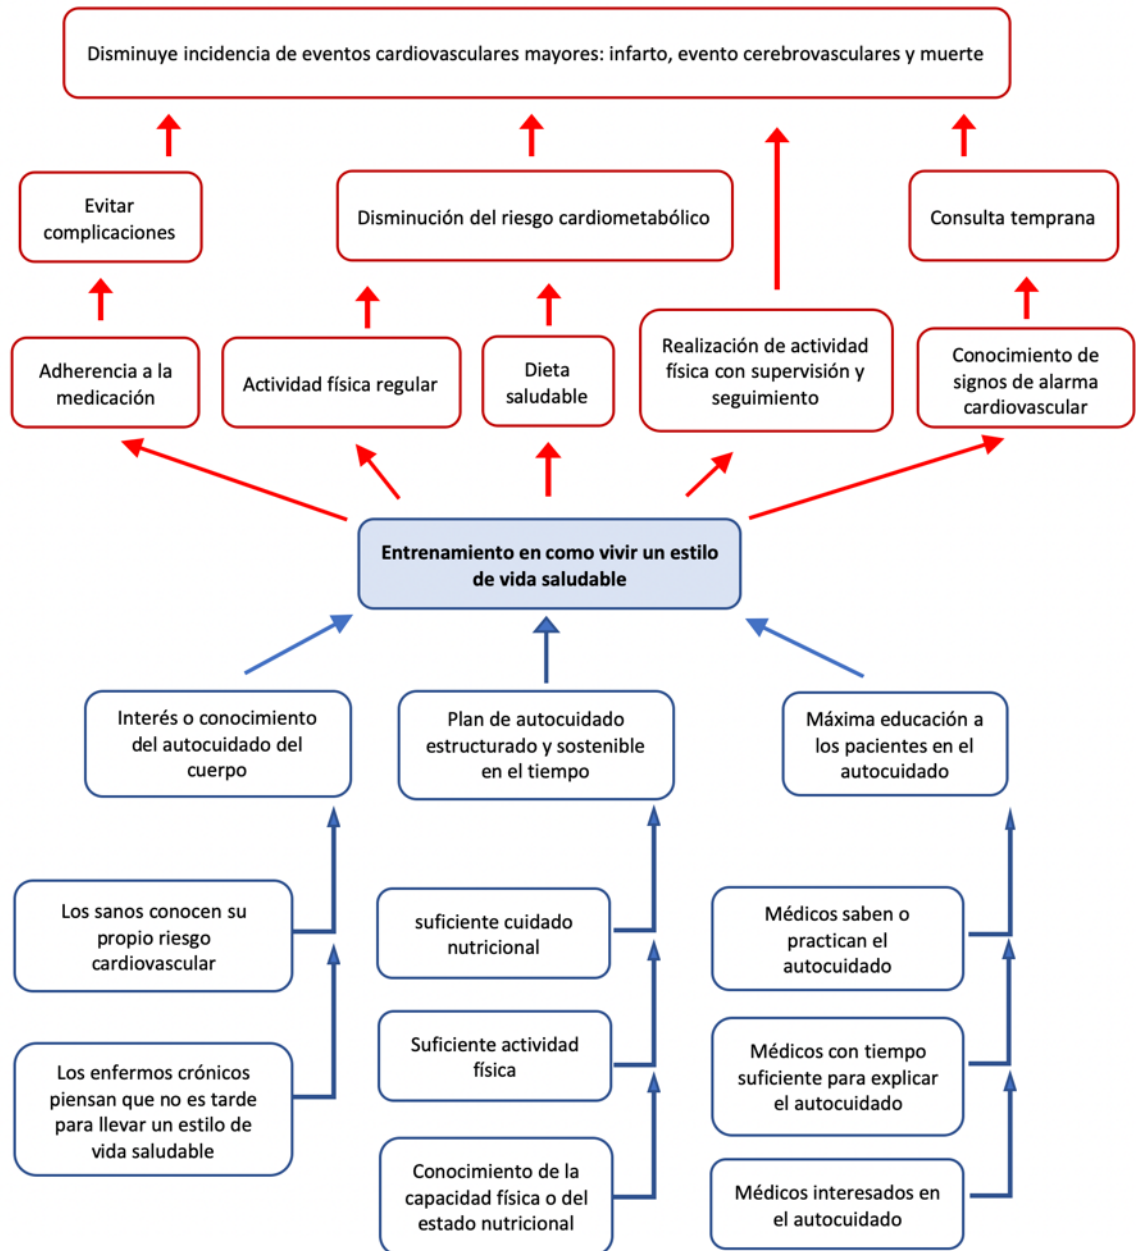 Disminuye incidencia de eventos cardiovasculares mayores: infarto, evento cerebrovasculares y muerte
Evitar
complicaciones
Disminución del riesgo cardiometabólico
Consulta temprana
Adherencia a la
medicación
Actividad física regular
Dieta
saludable
Realización de actividad
física con supervisión y
seguimiento
Conocimiento de
signos de alarma
cardiovascular
Entrenamiento en como vivir un estilo
de vida saludable
Interés o conocimiento
del autocuidado del
cuerpo
Plan de autocuidado
estructurado y sostenible
en el tiempo
Máxima educación a
los pacientes en el
autocuidado
Los sanos conocen su
propio riesgo
cardiovascular
suficiente cuidado
nutricional
Médicos saben o
practican el
autocuidado
Los enfermos crónicos
piensan que no es tarde
para llevar un estilo de
vida saludable
Suficiente actividad
física
Médicos con tiempo
suficiente para explicar
el autocuidado
Conocimiento de la
capacidad física o del
estado nutricional
Médicos interesados en
el autocuidado